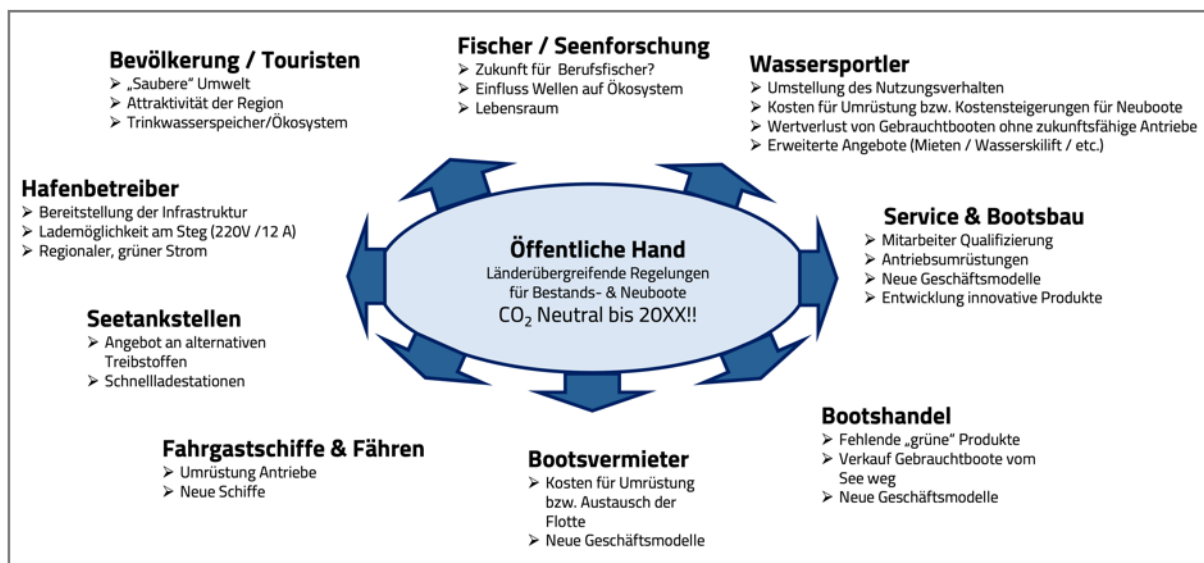 Bevölkerung / Touristen
➢ „Saubere“ Umwelt
➢ Attraktivität der Region
➢ Trinkwasserspeicher/Ökosystem
Fischer / Seenforschung
➢ Zukunft für Berufsfischer?
➢ Einfluss Wellen auf Ökosystem
➢ Lebensraum
Wassersportler
➢ Umstellung des Nutzungsverhalten
➢ Kosten für Umrüstung bzw. Kostensteigerungen für Neuboote
➢ Wertverlust von Gebrauchtbooten ohne zukunftsfähige Antriebe
➢ Erweiterte Angebote (Mieten / Wasserskilift / etc.)
Hafenbetreiber
➢ Bereitstellung der Infrastruktur
➢ Lademöglichkeit am Steg (220V /12 A)
➢ Regionaler, grüner Strom
Öffentliche Hand
Länderübergreifende Regelungen
für Bestands- & Neuboote
CO₂ Neutral bis 20XX!!
Service & Bootsbau
➢ Mitarbeiter Qualifizierung
➢ Antriebsumrüstungen
➢ Neue Geschäftsmodelle
➢ Entwicklung innovative Produkte
Seetankstellen
➢ Angebot an alternativen
Treibstoffen
➢ Schnellladestationen
Fahrgastschiffe & Fähren
➢ Umrüstung Antriebe
➢ Neue Schiffe
Bootsvermieter
➢ Kosten für Umrüstung
bzw. Austausch der
Flotte
➢ Neue Geschäftsmodelle
Bootshandel
➢ Fehlende „grüne“ Produkte
➢ Verkauf Gebrauchtboote vom
See weg
➢ Neue Geschäftsmodelle